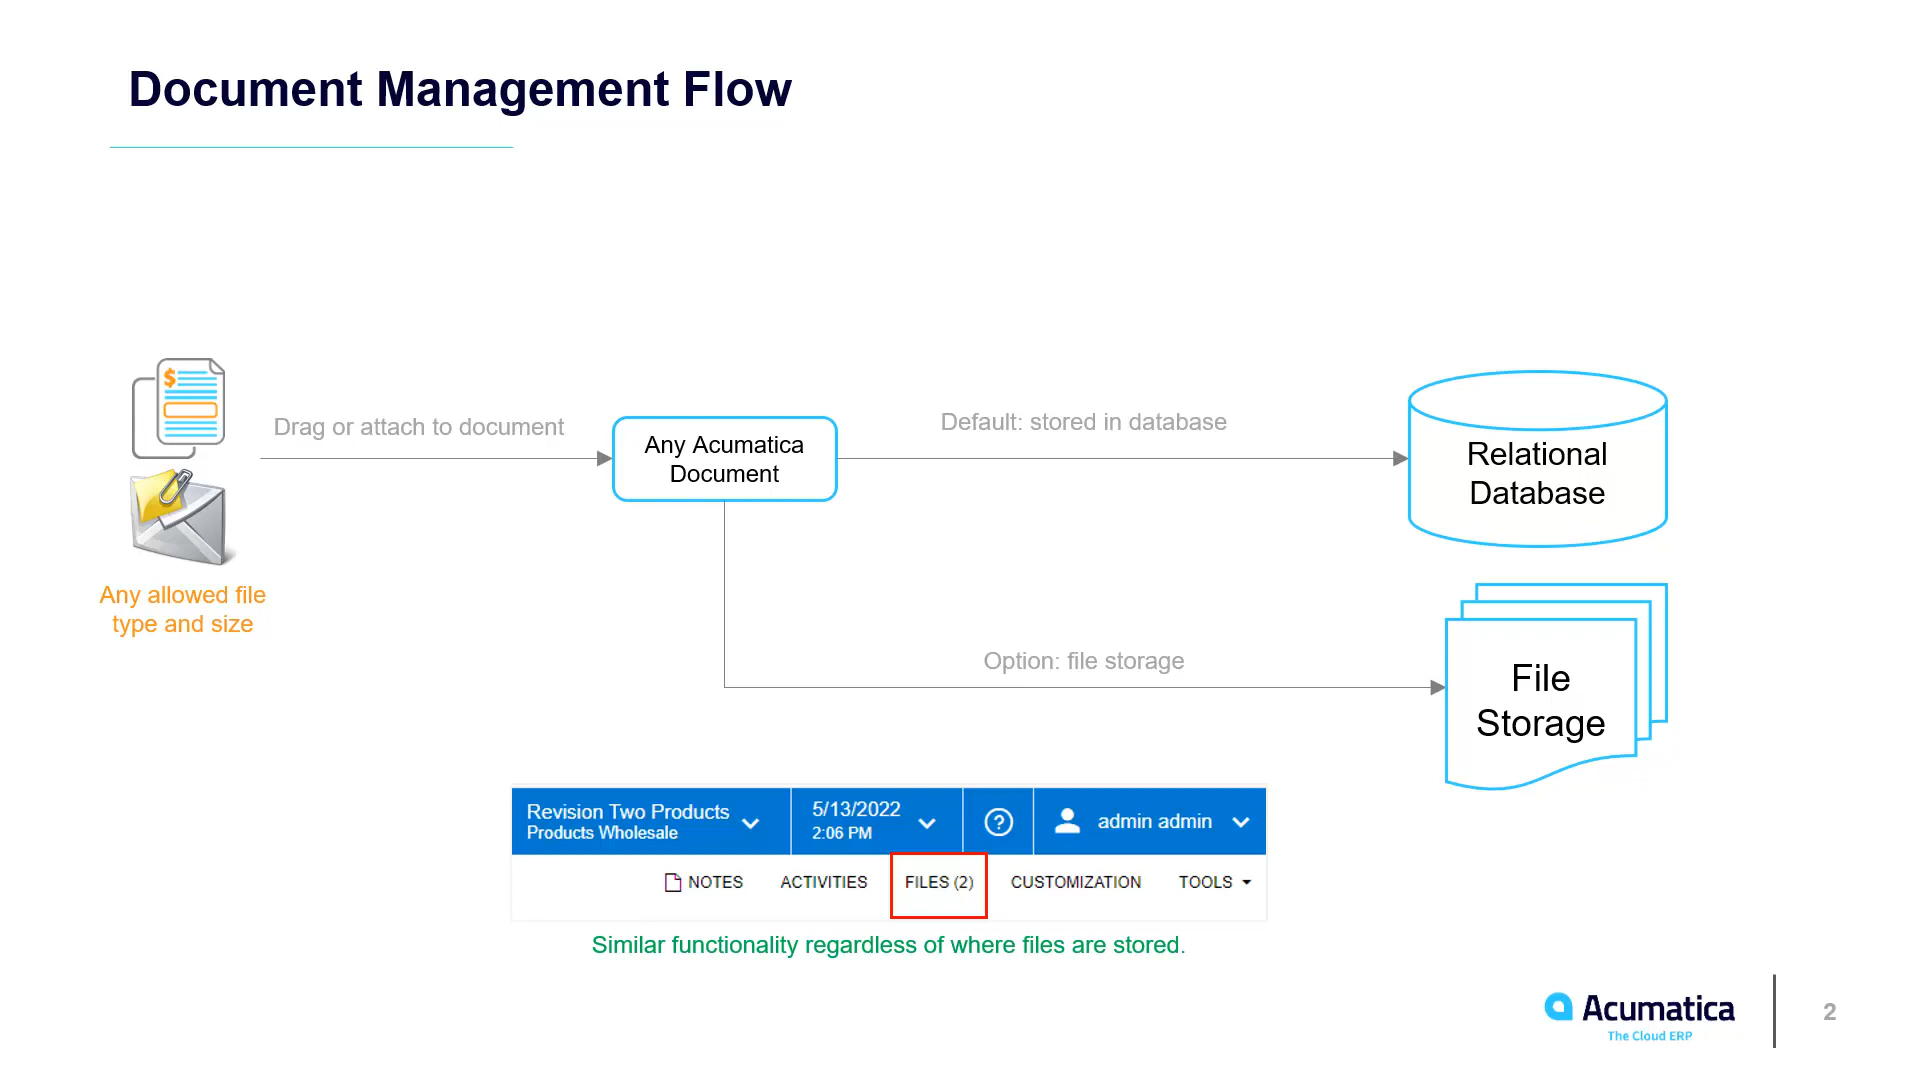 Document Management Flow
$
Drag or attach to document
Any Acumatica
Document
Default: stored in database
Relational
Database
Any allowed file
type and size
Option: file storage
File
Storage
Revision Two Products
Products Wholesale
5/13/2022
2:06 PM
?
admin admin
NOTES
ACTIVITIES
FILES (2)
CUSTOMIZATION
TOOLS
Similar functionality regardless of where files are stored.
Acumatica
The Cloud ERP
2